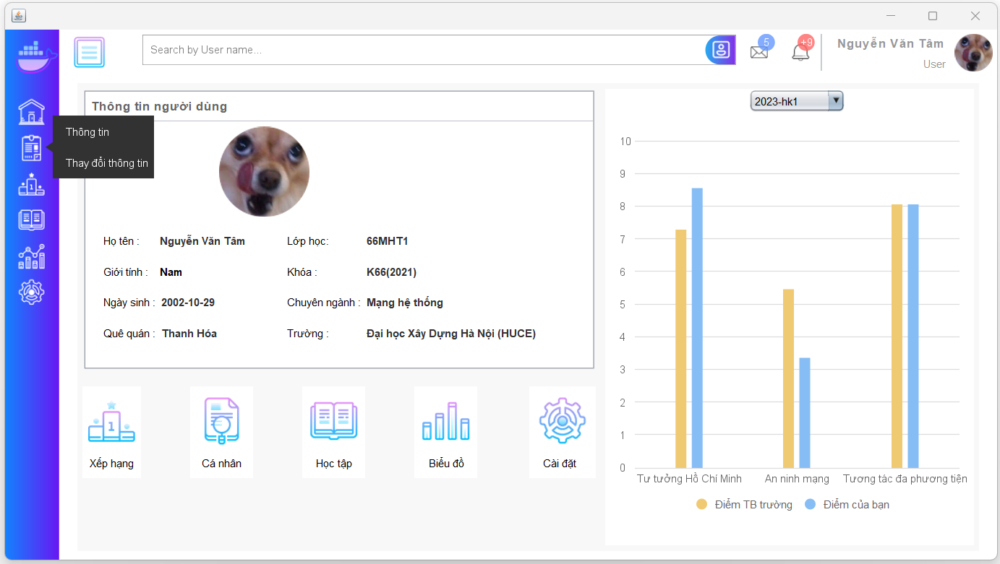 Search by User name...
5
+9
Nguyễn Văn Tâm
User
Thông tin người dùng
Thông tin
Thay đổi thông tin
1
Họ tên :
Nguyễn Văn Tâm
Lớp học:
66MHT1
Giới tính :
Nam
Khóa :
K66(2021)
Ngày sinh :
2002-10-29
Chuyên ngành :
Mạng hệ thống
Quê quán :
Thanh Hóa
Trường :
Đại học Xây Dựng Hà Nội (HUCE)
1
Xếp hạng
Cá nhân
Học tập
Biểu đồ
Cài đặt
2023-hk1
10
9
8
7
6
5
4
3
2
1
0
Tư tưởng Hồ Chí Minh
An ninh mạng
Tương tác đa phương tiện
Điểm TB trường
Điểm của bạn